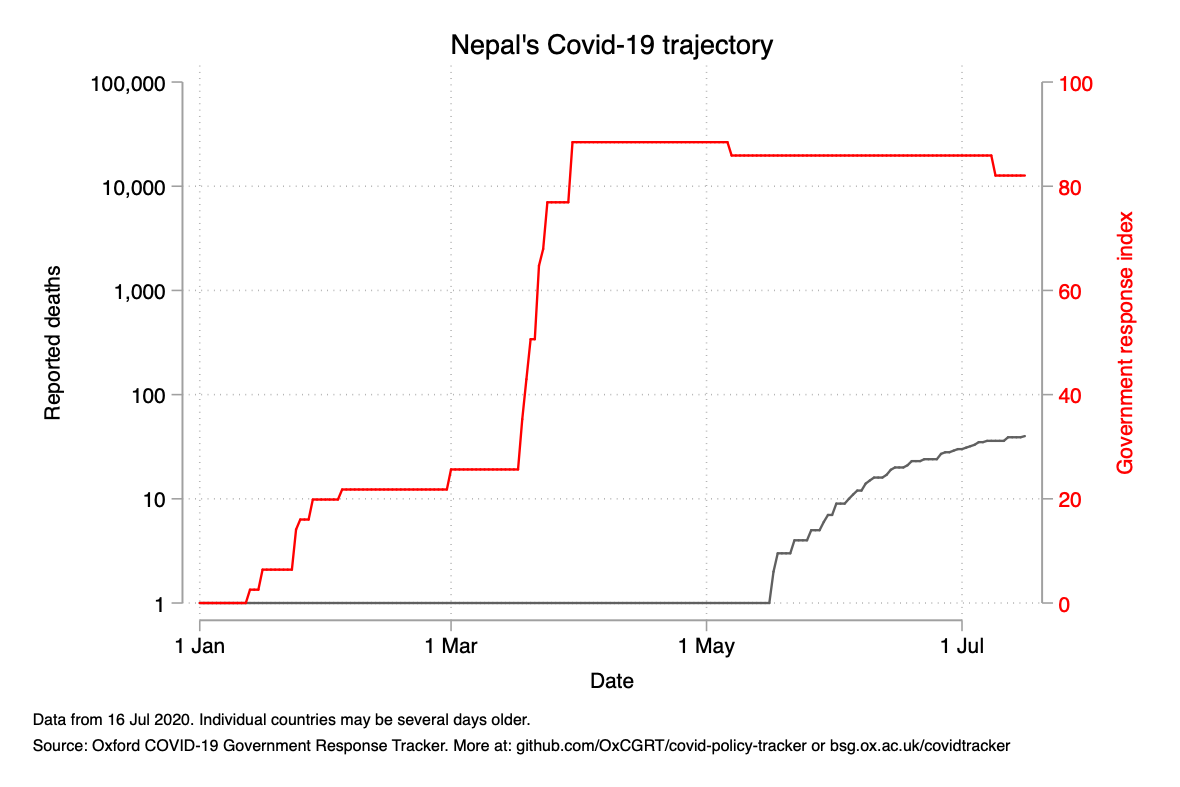 Nepal's Covid-19 trajectory
100,000
10,000
1,000
100
10
1
Reported deaths
100
80
60
40
20
0
Government response index
1 Jan
1 Mar
1 May
1 Jul
Date
Data from 16 Jul 2020. Individual countries may be several days older.
Source: Oxford COVID-19 Government Response Tracker. More at: github.com/OxCGRT/covid-policy-tracker or bsg.ox.ac.uk/covidtracker